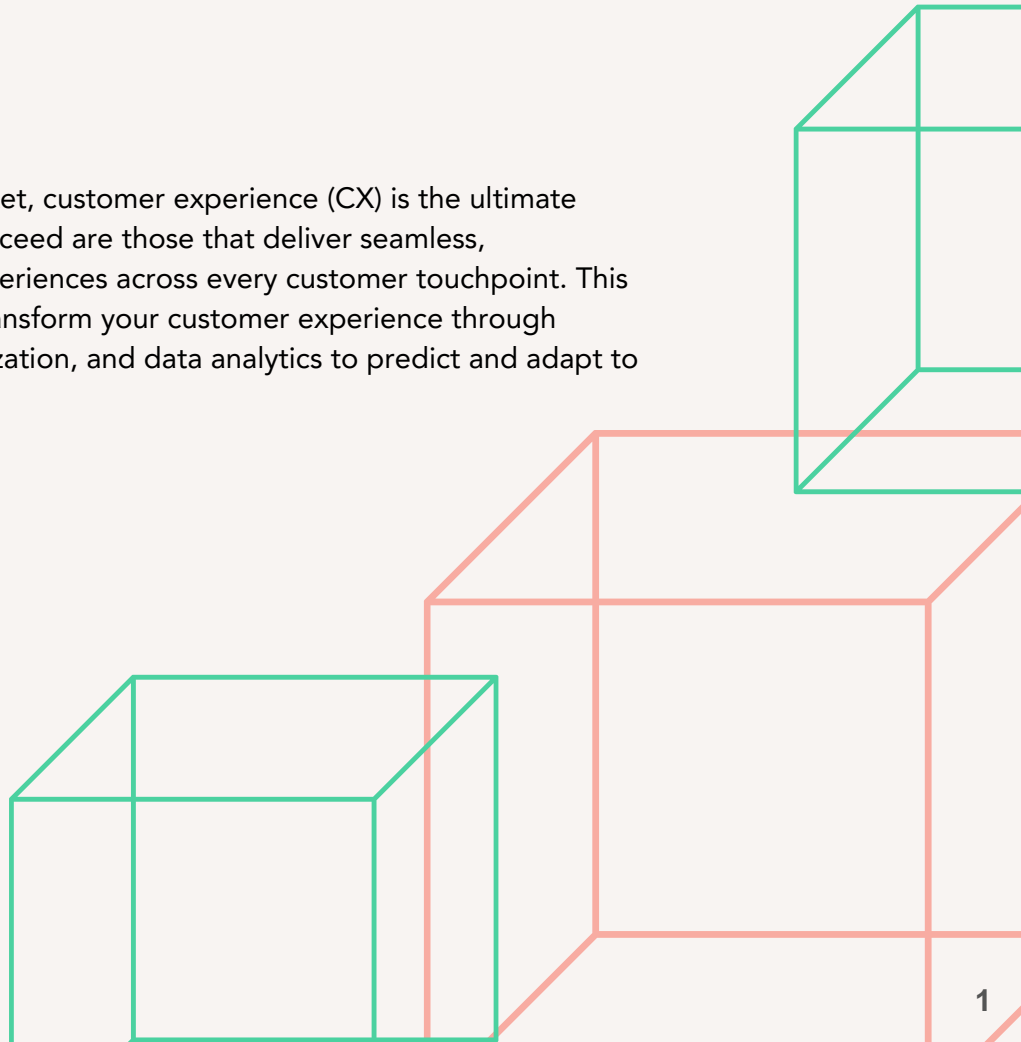 et, customer experience (CX) is the ultimate
ceed are those that deliver seamless,
eriences across every customer touchpoint. This
ansform your customer experience through
zation, and data analytics to predict and adapt to
1